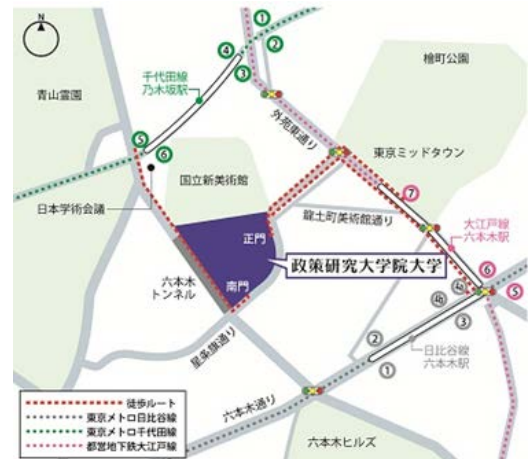 ①
②
③
④
檜町公園
青山霊園
千代田線
乃木坂駅
外苑東通り
⑤
⑥
国立新美術館
東京ミッドタウン
⑦
日本学術会議
龍土町美術館通り
大江戸線
六本木駅
正門
政策研究大学院大学
六本木
トンネル
南門
⑥
④a
④b
⑤
③
②
①
日比谷線
六本木駅
星条旗通り
六本木通り
六本木ヒルズ
徒歩ルート
東京メトロ日比谷線
東京メトロ千代田線
都営地下鉄大江戸線